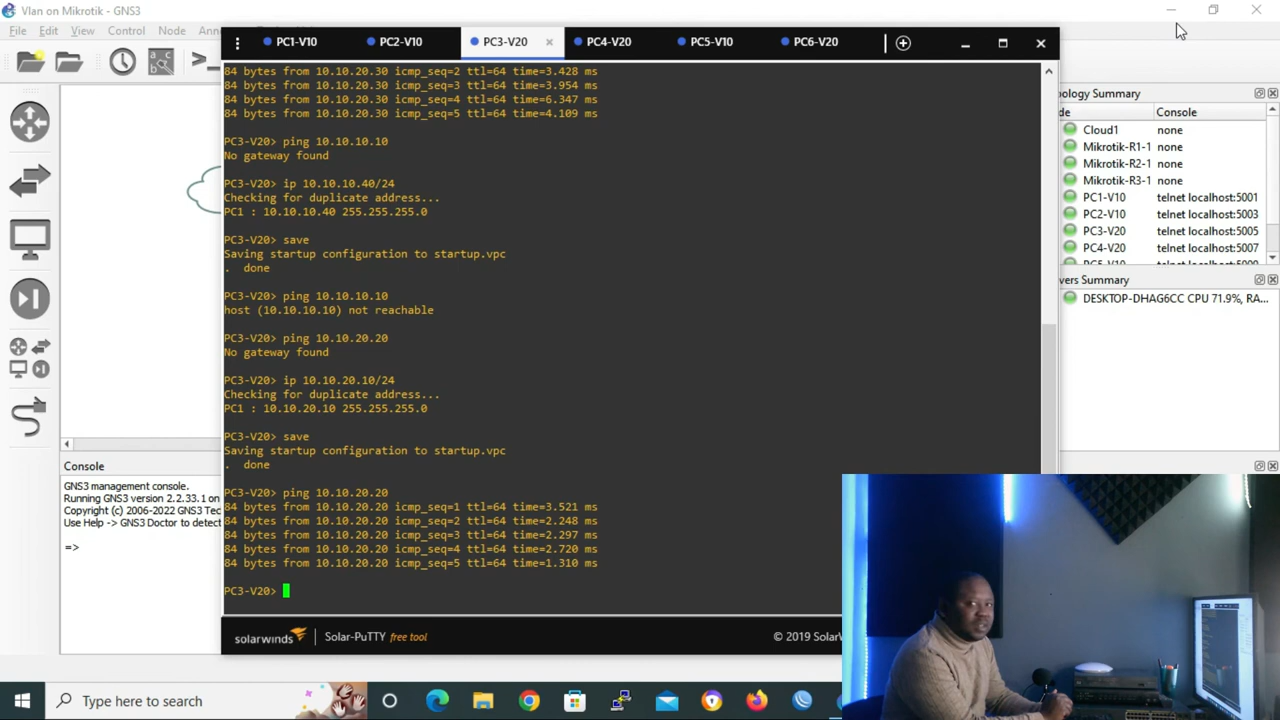 Vlan on Mikrotik - GNS3
File Edit View Control Node Ann
PC1-V10 PC2-V10 PC3-V20 PC4-V20 PC5-V10 PC6-V20
84 bytes from 10.10.20.30 icmp_seq=2 ttl=64 time=3.428 ms
84 bytes from 10.10.20.30 icmp_seq=3 ttl=64 time=3.954 ms
84 bytes from 10.10.20.30 icmp_seq=4 ttl=64 time=6.347 ms
84 bytes from 10.10.20.30 icmp_seq=5 ttl=64 time=4.109 ms
PC3-V20> ping 10.10.10.10
No gateway found
PC3-V20> ip 10.10.10.40/24
Checking for duplicate address...
PC1 : 10.10.10.40 255.255.255.0
PC3-V20> save
Saving startup configuration to startup.vpc
. done
PC3-V20> ping 10.10.10.10
host (10.10.10.10) not reachable
PC3-V20> ping 10.10.20.20
No gateway found
PC3-V20> ip 10.10.20.10/24
Checking for duplicate address...
PC1 : 10.10.20.10 255.255.255.0
PC3-V20> save
Saving startup configuration to startup.vpc
. done
PC3-V20> ping 10.10.20.20
84 bytes from 10.10.20.20 icmp_seq=1 ttl=64 time=3.521 ms
84 bytes from 10.10.20.20 icmp_seq=2 ttl=64 time=2.248 ms
84 bytes from 10.10.20.20 icmp_seq=3 ttl=64 time=2.297 ms
84 bytes from 10.10.20.20 icmp_seq=4 ttl=64 time=2.720 ms
84 bytes from 10.10.20.20 icmp_seq=5 ttl=64 time=1.310 ms
PC3-V20>
solarwinds Solar-PuTTY free tool © 2019 SolarW
pology Summary
de Console
Cloud1 none
Mikrotik-R1-1 none
Mikrotik-R2-1 none
Mikrotik-R3-1 none
PC1-V10 telnet localhost:5001
PC2-V10 telnet localhost:5003
PC3-V20 telnet localhost:5005
PC4-V20 telnet localhost:5007
PC5-V10 telnet localhost:5009
vers Summary
DESKTOP-DHAG6CC CPU 71.9%, RA...
Console
GNS3 management console.
Running GNS3 version 2.2.33.1 on
Copyright (c) 2006-2022 GNS3 Tec
Use Help -> GNS3 Doctor to detect
=>
Type here to search